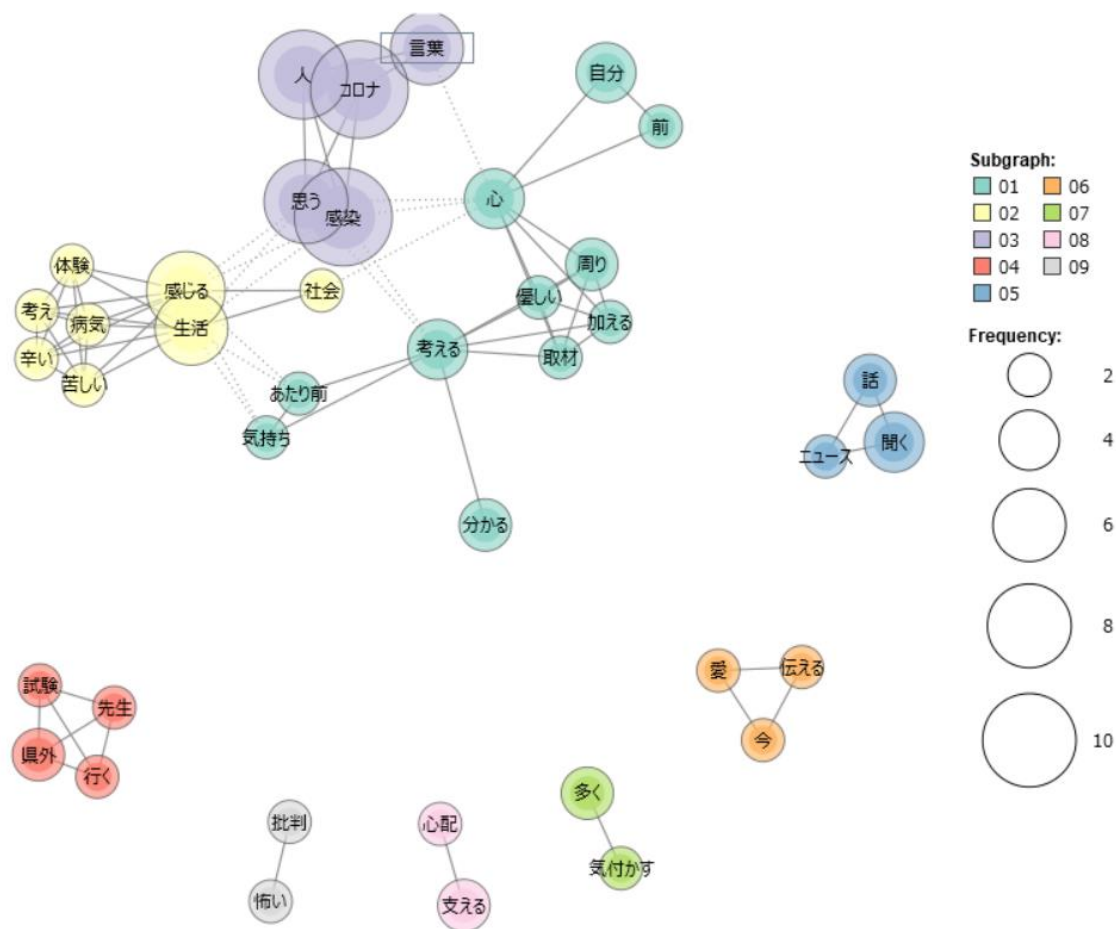 言葉
人
コロナ
自分
前
思う
感染
心
体験
感じる
社会
周り
考え
病気
生活
優しい
加える
辛い
苦しい
考える
取材
あたり前
気持ち
分かる
話
聞く
ニュース
試験
先生
県外
行く
愛
伝える
今
多く
気付かす
批判
怖い
心配
支える
Subgraph:
01 06
02 07
03 08
04 09
05
Frequency:
2
4
6
8
10